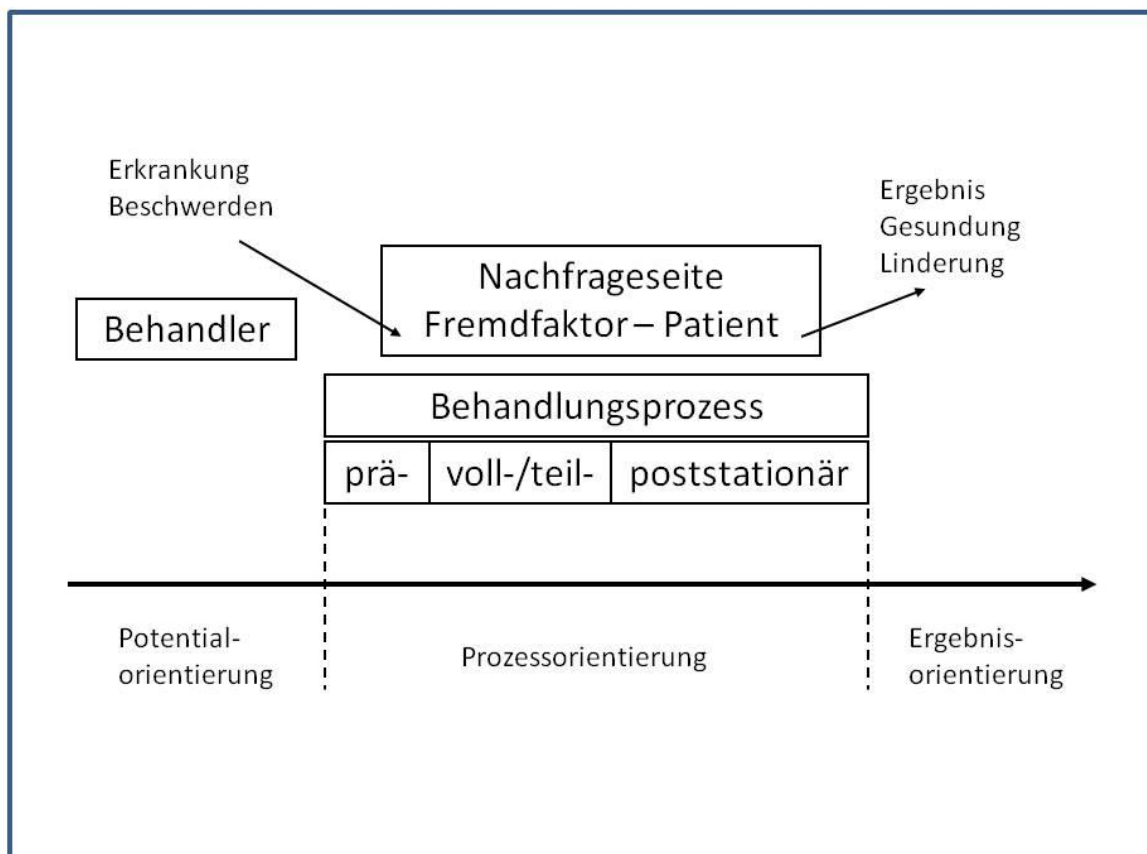 Erkrankung
Beschwerden
Ergebnis
Gesundung
Linderung
Nachfrageseite
Fremdfaktor – Patient
Behandler
Behandlungsprozess
prä- voll-/teil- poststationär
Potential-
orientierung
Prozessorientierung
Ergebnis-
orientierung